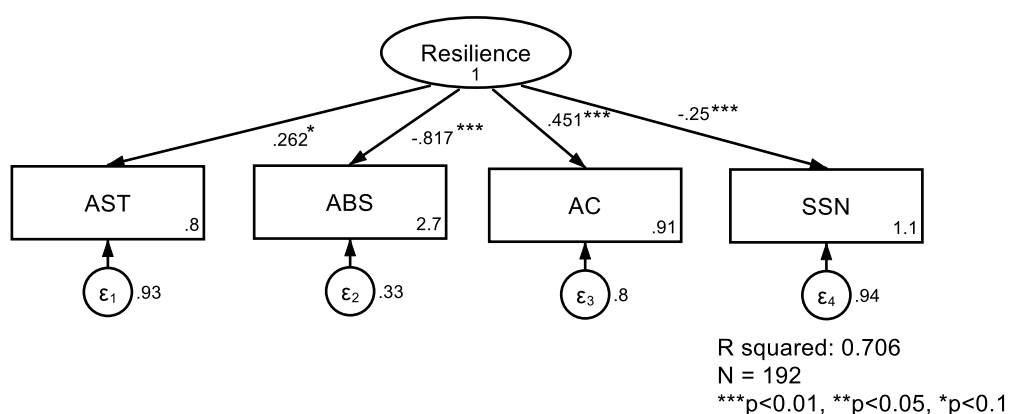 Resilience
1
.262*
-.817***
.451***
-.25***
AST
.8
ABS
2.7
AC
.91
SSN
1.1
ε1
.93
ε2
.33
ε3
.8
ε4
.94
R squared: 0.706
N = 192
***p<0.01, **p<0.05, *p<0.1